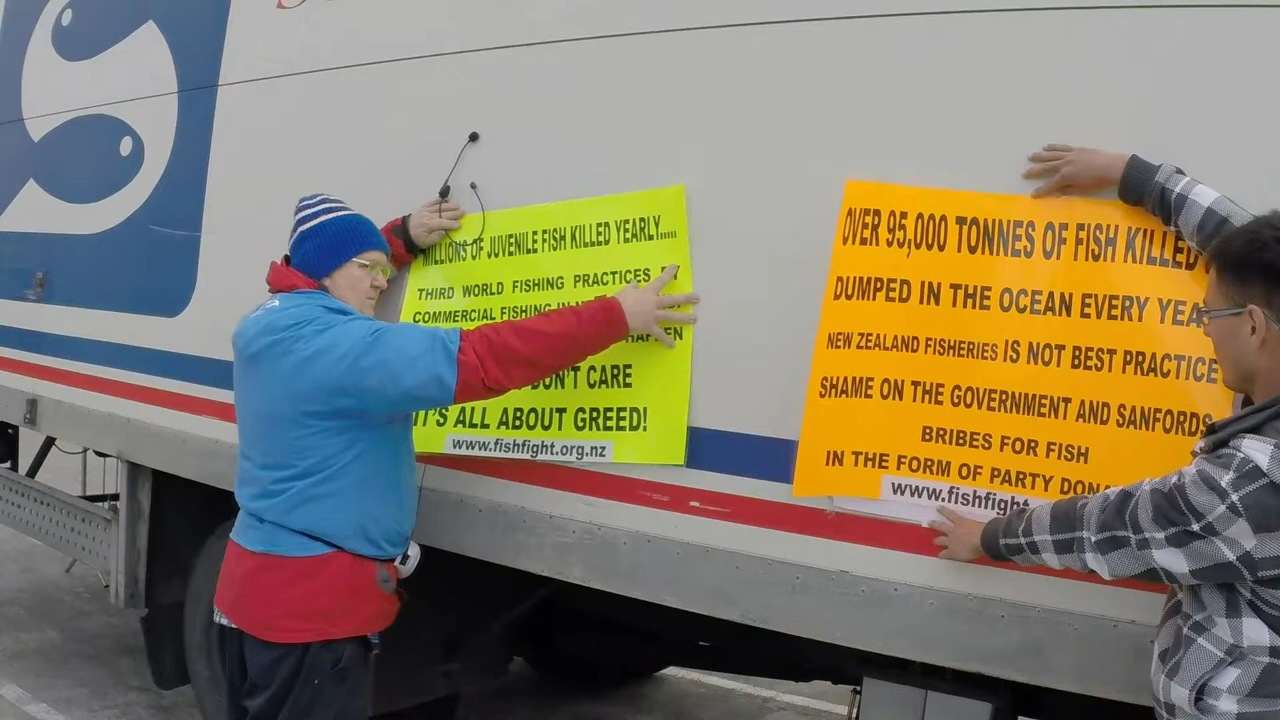 MILLIONS OF JUVENILE FISH KILLED YEARLY.....
THIRD WORLD FISHING PRACTICES
COMMERCIAL FISHING IN
DON'T CARE
IT'S ALL ABOUT GREED!
www.fishfight.org.nz
OVER 95,000 TONNES OF FISH KILLED
DUMPED IN THE OCEAN EVERY
NEW ZEALAND FISHERIES IS NOT BEST PRACTICE
SHAME ON THE GOVERNMENT AND SANFORDS
BRIBES FOR FISH
IN THE FORM OF PARTY
www.fishfight.